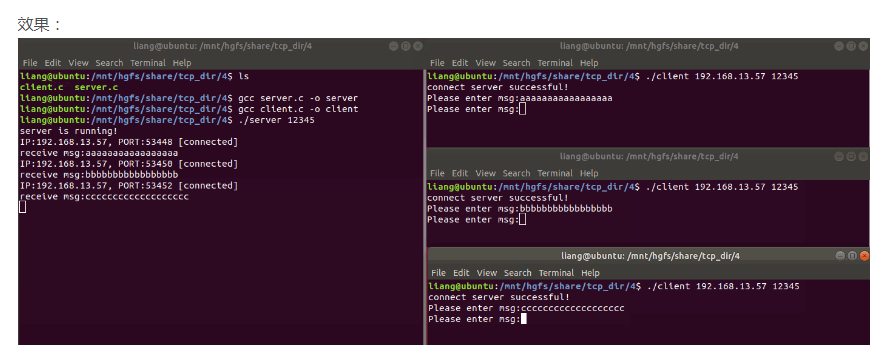 效果：
liang@ubuntu: /mnt/hgfs/share/tcp_dir/4
File Edit View Search Terminal Help
liang@ubuntu:/mnt/hgfs/share/tcp_dir/4$ ls
client.c server.c
liang@ubuntu:/mnt/hgfs/share/tcp_dir/4$ gcc server.c -o server
liang@ubuntu:/mnt/hgfs/share/tcp_dir/4$ gcc client.c -o client
liang@ubuntu:/mnt/hgfs/share/tcp_dir/4$ ./server 12345
server is running!
IP:192.168.13.57, PORT:53448 [connected]
receive msg:aaaaaaaaaaaaaaaaa
IP:192.168.13.57, PORT:53450 [connected]
receive msg:bbbbbbbbbbbbbbbbb
IP:192.168.13.57, PORT:53452 [connected]
receive msg:ccccccccccccccccccc
liang@ubuntu: /mnt/hgfs/share/tcp_dir/4
File Edit View Search Terminal Help
liang@ubuntu:/mnt/hgfs/share/tcp_dir/4$ ./client 192.168.13.57 12345
connect server successful!
Please enter msg:aaaaaaaaaaaaaaaaa
Please enter msg:
liang@ubuntu: /mnt/hgfs/share/tcp_dir/4
File Edit View Search Terminal Help
liang@ubuntu:/mnt/hgfs/share/tcp_dir/4$ ./client 192.168.13.57 12345
connect server successful!
Please enter msg:bbbbbbbbbbbbbbbbb
Please enter msg:
liang@ubuntu: /mnt/hgfs/share/tcp_dir/4
File Edit View Search Terminal Help
liang@ubuntu:/mnt/hgfs/share/tcp_dir/4$ ./client 192.168.13.57 12345
connect server successful!
Please enter msg:ccccccccccccccccccc
Please enter msg: